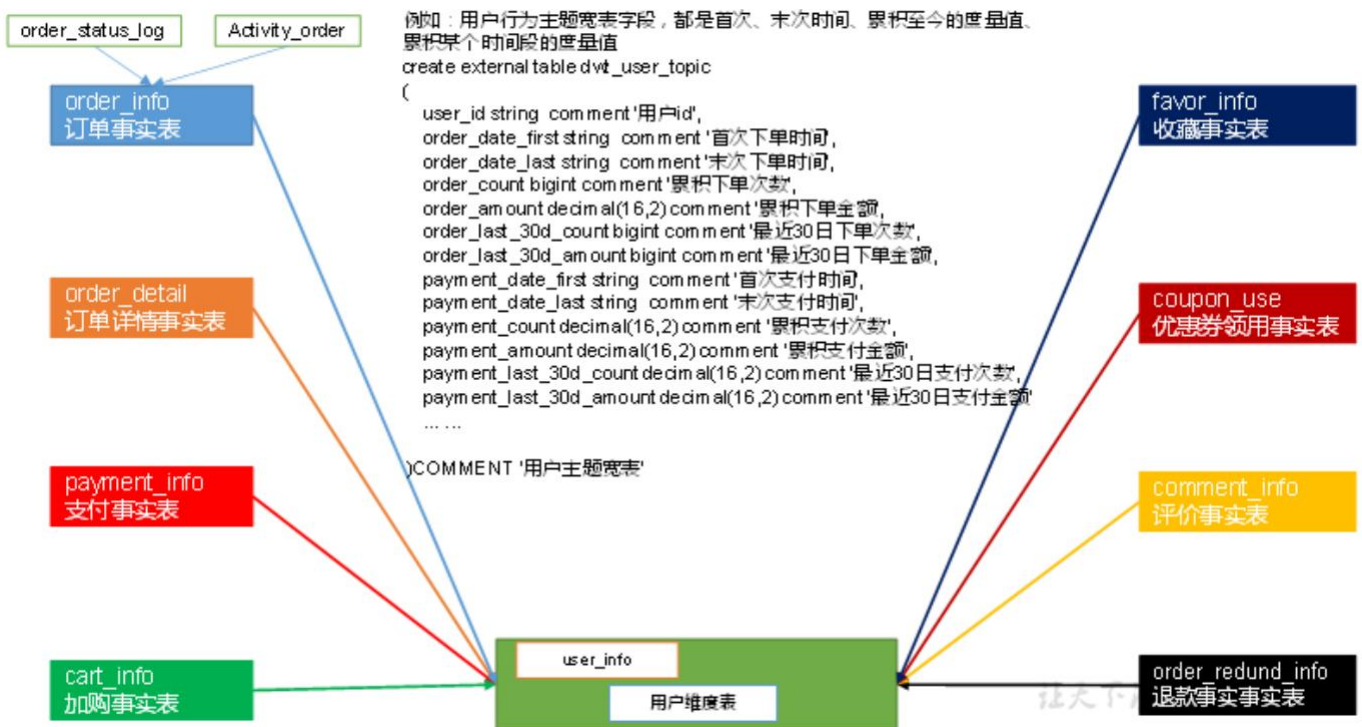 order_status_log
Activity_order
order_info
订单事实表
order_detail
订单详情事实表
payment_info
支付事实表
cart_info
加购事实表
例如：用户行为主题宽表字段，都是首次、末次时间、累积至今的度量值、
累积某个时间段的度量值
create external table dwt_user_topic
(
user_id string comment '用户id',
order_date_first string comment '首次下单时间',
order_date_last string comment '末次下单时间',
order_count bigint comment '累积下单次数',
order_amount decimal(16,2) comment '累积下单金额',
order_last_30d_count bigint comment '最近30日下单次数',
order_last_30d_amount bigint comment '最近30日下单金额',
payment_date_first string comment '首次支付时间',
payment_date_last string comment '末次支付时间',
payment_count decimal(16,2) comment '累积支付次数',
payment_amount decimal(16,2) comment '累积支付金额',
payment_last_30d_count decimal(16,2) comment '最近30日支付次数',
payment_last_30d_amount decimal(16,2) comment '最近30日支付金额'
... ...
)COMMENT '用户主题宽表'
favor_info
收藏事实表
coupon_use
优惠券领用事实表
comment_info
评价事实表
order_redund_info
退款事实事实表
user_info
用户维度表
让天下